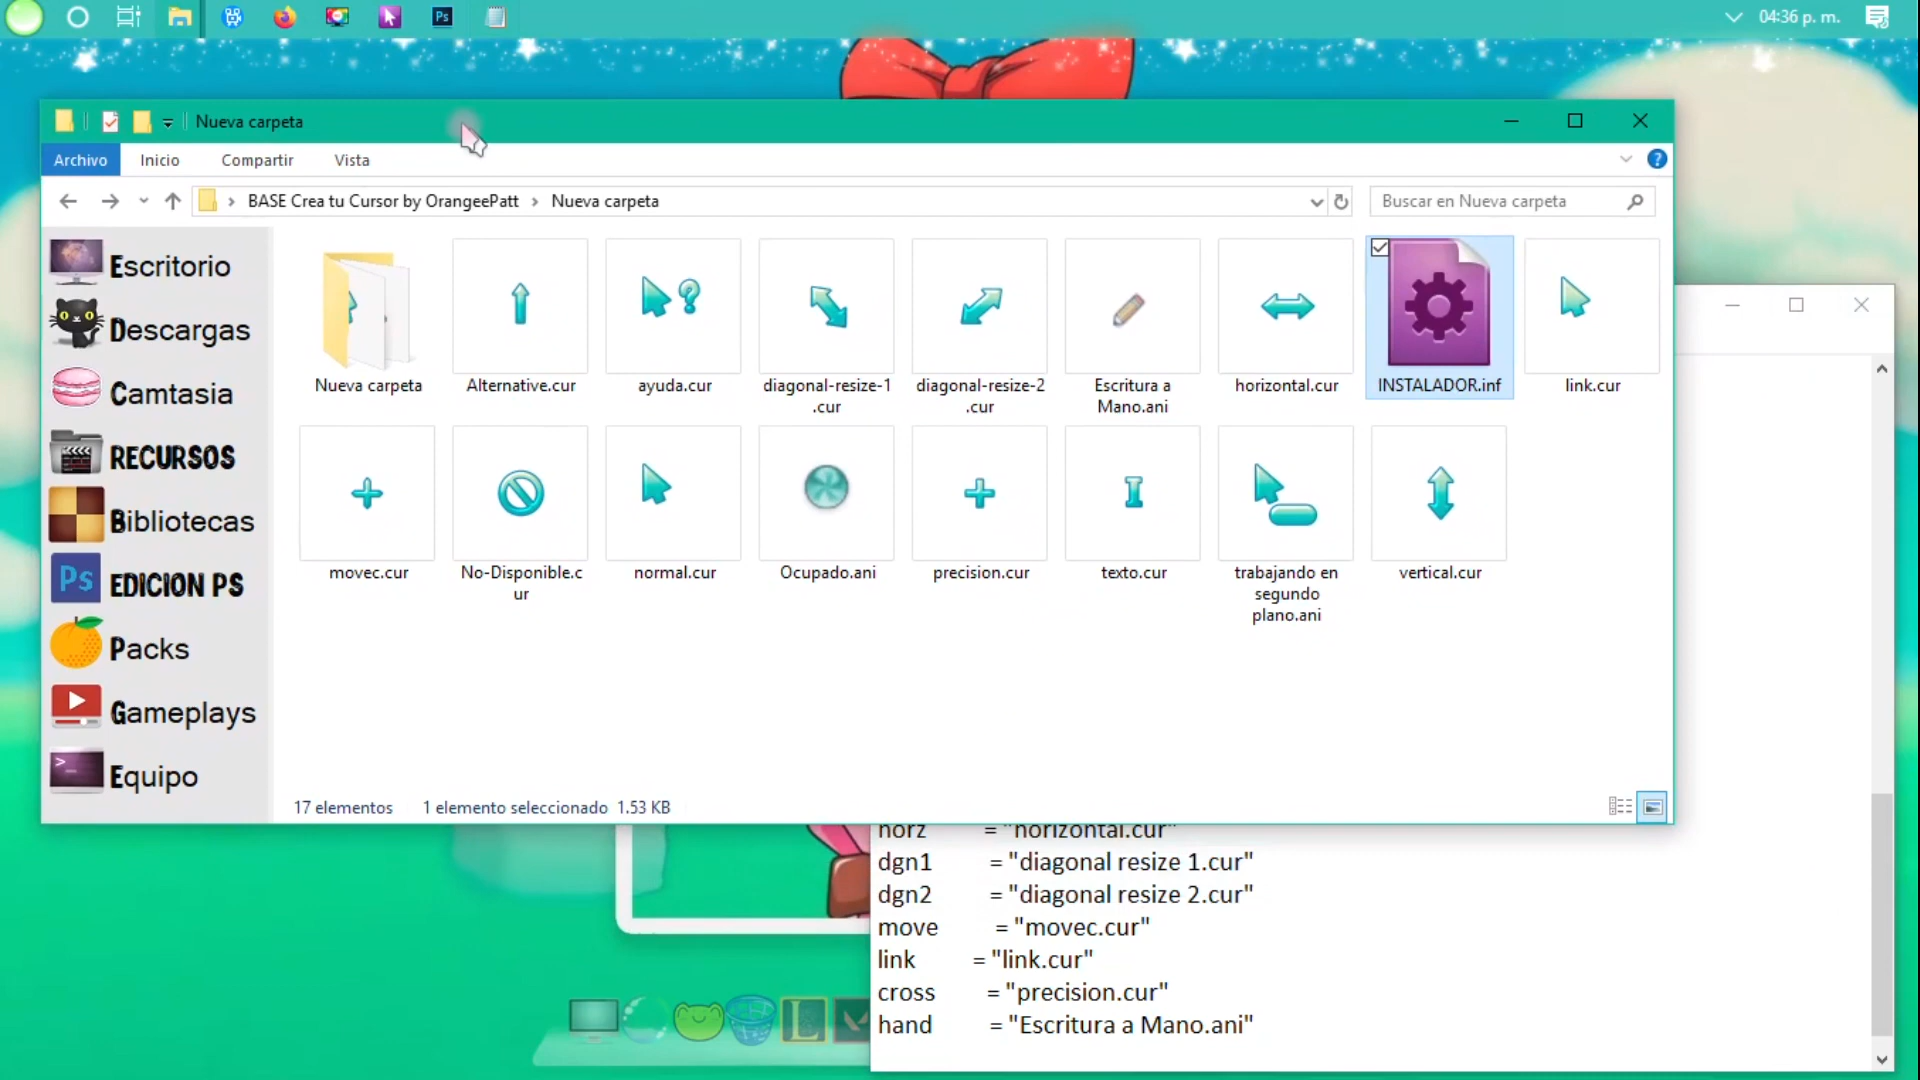 Ps
04:36 p. m.
Nueva carpeta
Archivo Inicio Compartir Vista
?
BASE Crea tu Cursor by OrangeePatt > Nueva carpeta
Buscar en Nueva carpeta
Escritorio
Descargas
Camtasia
RECURSOS
Bibliotecas
Ps EDICION PS
Packs
Gameplays
Equipo
Nueva carpeta
Alternative.cur
ayuda.cur
diagonal-resize-1
.cur
diagonal-resize-2
.cur
Escritura a
Mano.ani
horizontal.cur
INSTALADOR.inf
link.cur
movec.cur
No-Disponible.c
ur
normal.cur
Ocupado.ani
precision.cur
texto.cur
trabajando en
segundo
plano.ani
vertical.cur
17 elementos 1 elemento seleccionado 1.53 KB
horz = "horizontal.cur"
dgn1 = "diagonal resize 1.cur"
dgn2 = "diagonal resize 2.cur"
move = "movec.cur"
link = "link.cur"
cross = "precision.cur"
hand = "Escritura a Mano.ani"
L